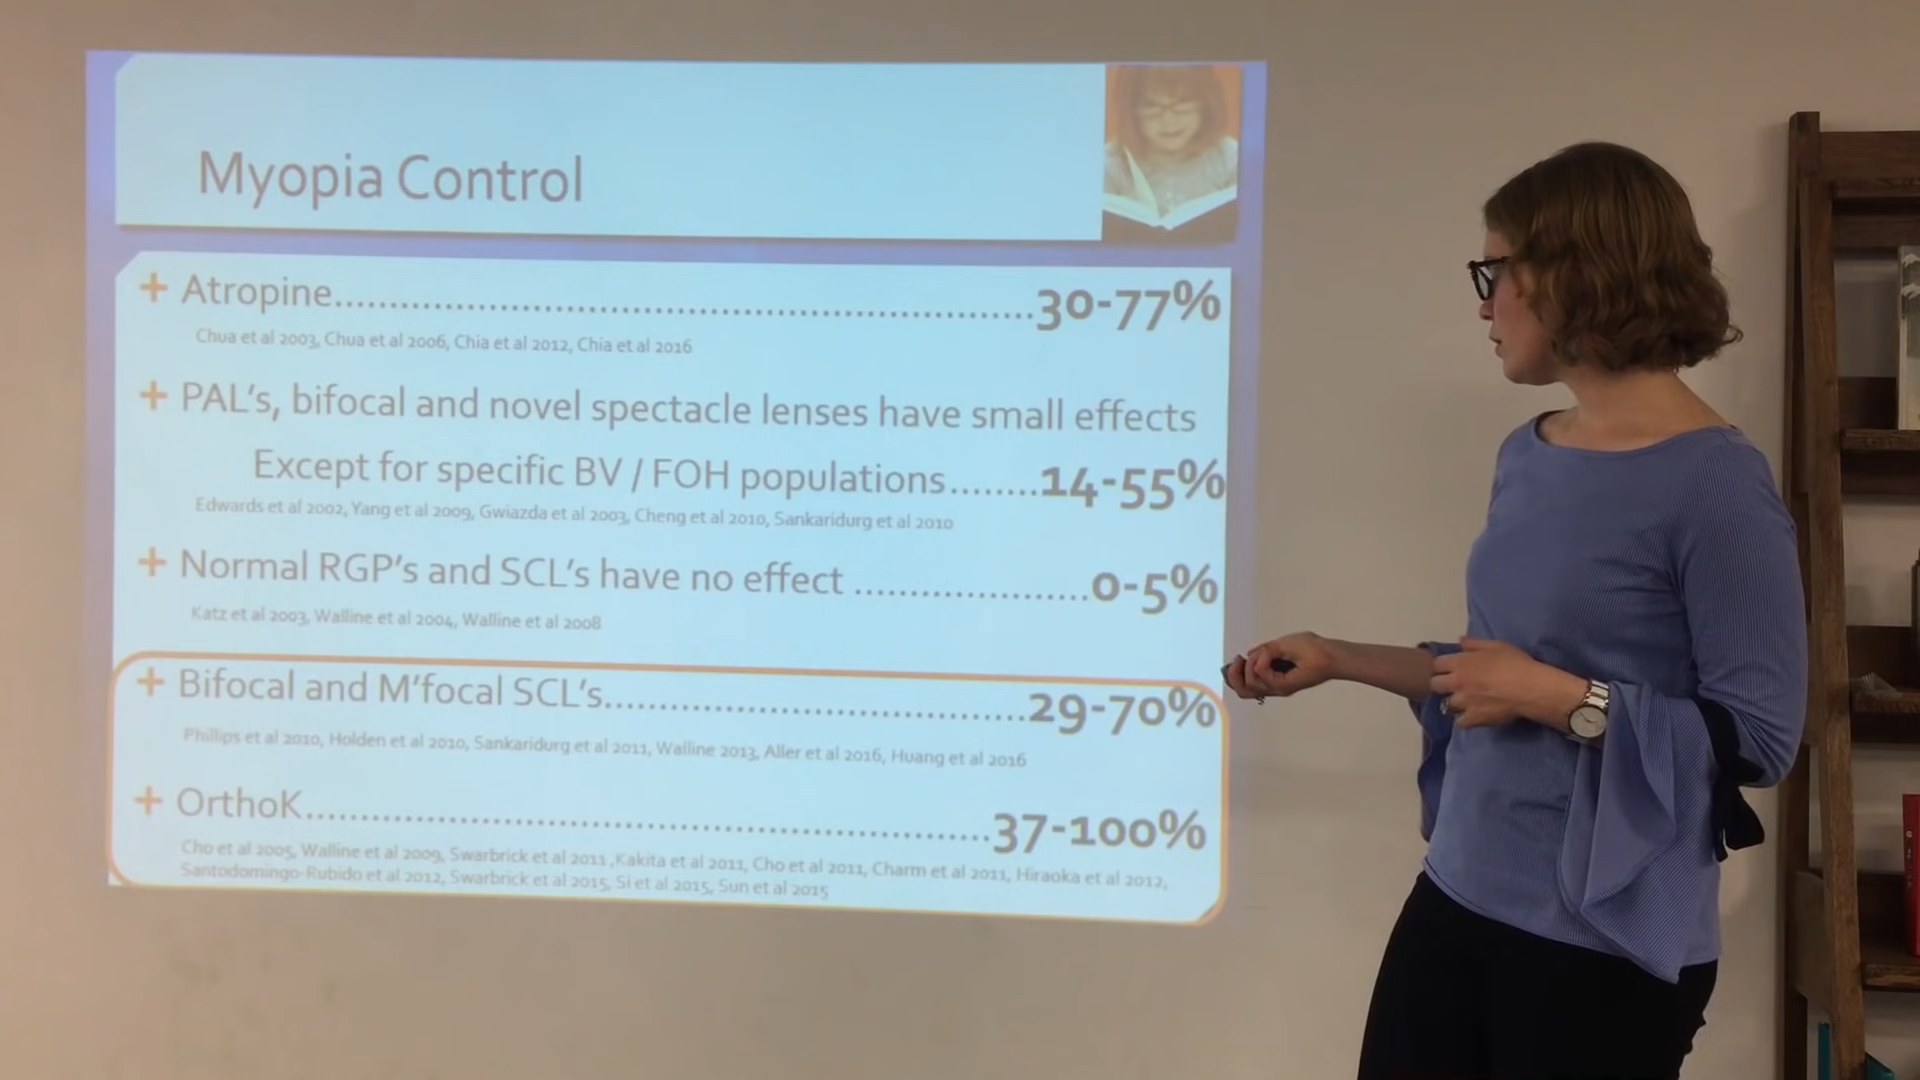 Myopia Control
+ Atropine..............................................................30-77%
Chua et al 2003, Chua et al 2006, Chia et al 2012, Chia et al 2016
+ PAL's, bifocal and novel spectacle lenses have small effects
Except for specific BV / FOH populations........14-55%
Edwards et al 2002, Yang et al 2009, Gwiazda et al 2003, Cheng et al 2010, Sankaridurg et al 2010
+ Normal RGP's and SCL's have no effect .....................0-5%
Katz et al 2003, Walline et al 2004, Walline et al 2008
+ Bifocal and M'focal SCL's......................................29-70%
Phillips et al 2010, Holden et al 2010, Sankaridurg et al 2011, Walline 2013, Aller et al 2016, Huang et al 2016
+ OrthoK..............................................................37-100%
Cho et al 2005, Walline et al 2009, Swarbrick et al 2011 ,Kakita et al 2011, Cho et al 2011, Charm et al 2011, Hiraoka et al 2012,
Santodomingo-Rubido et al 2012, Swarbrick et al 2015, Si et al 2015, Sun et al 2015